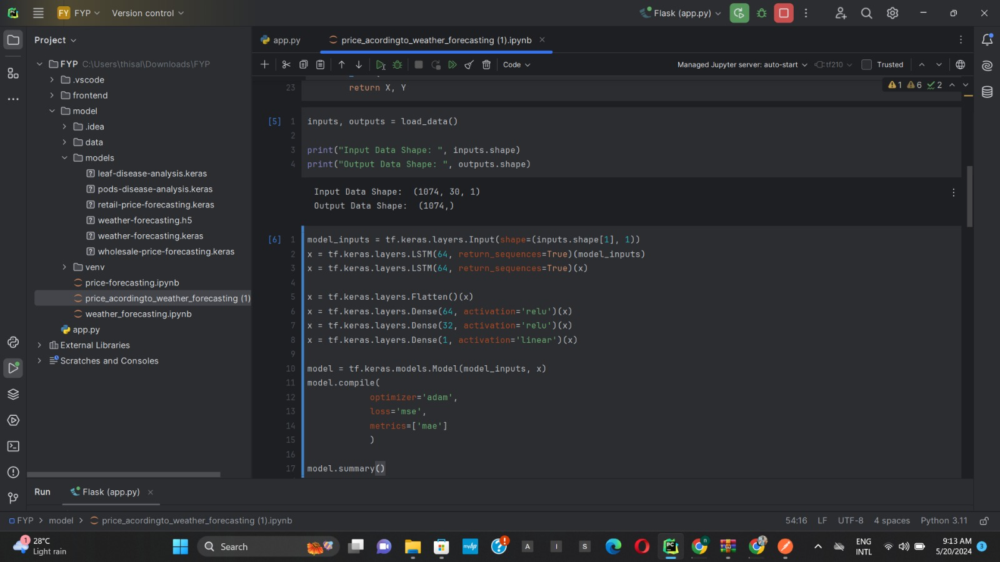 FY FYP Version control Flask (app.py)
Project
app.py price_acordingto_weather_forecasting (1).ipynb
Code Managed Jupyter server: auto-start tf210 Trusted
FYP C:\Users\thisal\Downloads\FYP
.vscode
frontend
model
.idea
data
models
leaf-disease-analysis.keras
pods-disease-analysis.keras
retail-price-forecasting.keras
weather-forecasting.h5
weather-forecasting.keras
wholesale-price-forecasting.keras
venv
price-forecasting.ipynb
price_acordingto_weather_forecasting (1)
weather_forecasting.ipynb
app.py
External Libraries
Scratches and Consoles
1 6 2
23 return X, Y
[5] 1 inputs, outputs = load_data()
2
3 print("Input Data Shape: ", inputs.shape)
4 print("Output Data Shape: ", outputs.shape)
Input Data Shape: (1074, 30, 1)
Output Data Shape: (1074,)
[6] 1 model_inputs = tf.keras.layers.Input(shape=(inputs.shape[1], 1))
2 x = tf.keras.layers.LSTM(64, return_sequences=True)(model_inputs)
3 x = tf.keras.layers.LSTM(64, return_sequences=True)(x)
4
5 x = tf.keras.layers.Flatten()(x)
6 x = tf.keras.layers.Dense(64, activation='relu')(x)
7 x = tf.keras.layers.Dense(32, activation='relu')(x)
8 x = tf.keras.layers.Dense(1, activation='linear')(x)
9
10 model = tf.keras.models.Model(model_inputs, x)
11 model.compile(
12 optimizer='adam',
13 loss='mse',
14 metrics=['mae']
15 )
16
17 model.summary()
Run Flask (app.py)
FYP > model > price_acordingto_weather_forecasting (1).ipynb 54:16 LF UTF-8 4 spaces Python 3.11
1 28°C
Light rain
Search
myhp
A I S
n
ENG
INTL
9:13 AM
5/20/2024
3